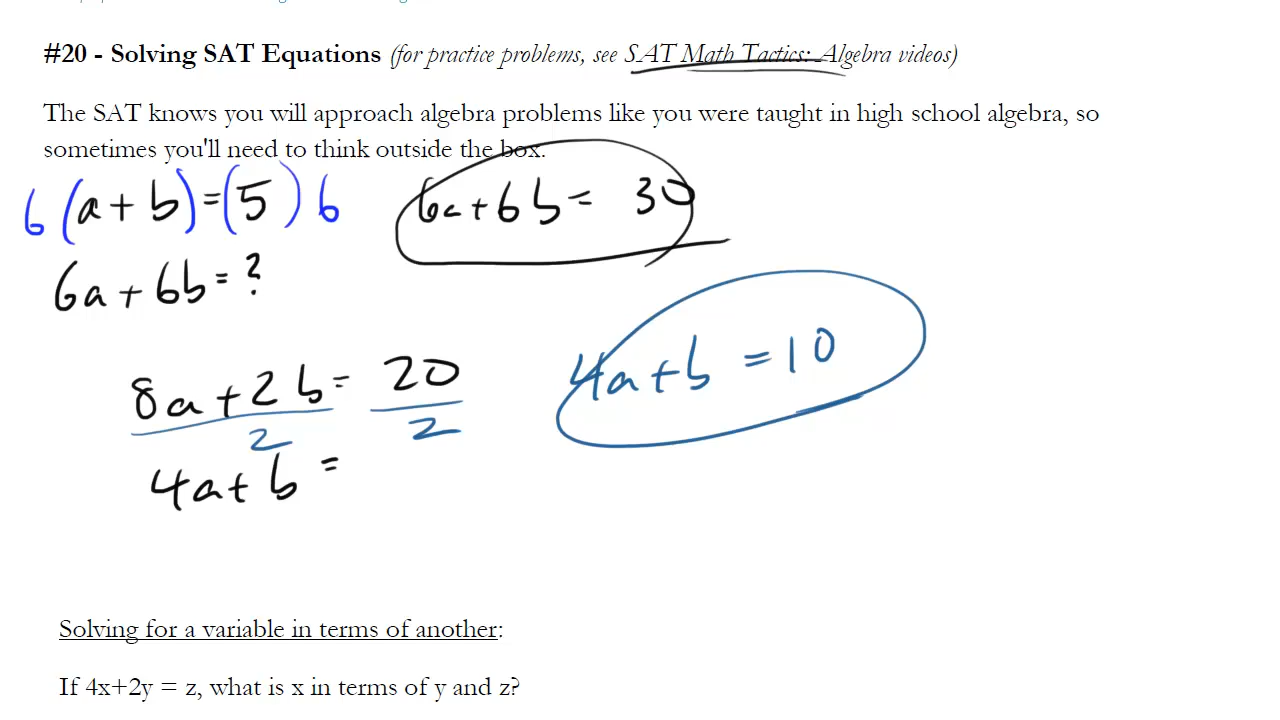 #20 - Solving SAT Equations (for practice problems, see SAT Math Tactics: Algebra videos)
The SAT knows you will approach algebra problems like you were taught in high school algebra, so
sometimes you'll need to think outside the box.
6(a+b)=(5)6
6a+6b= 30
6a+6b=?
8a+2b= 20
2 2
4a+b =10
4a+b =
Solving for a variable in terms of another:
If 4x+2y = z, what is x in terms of y and z?